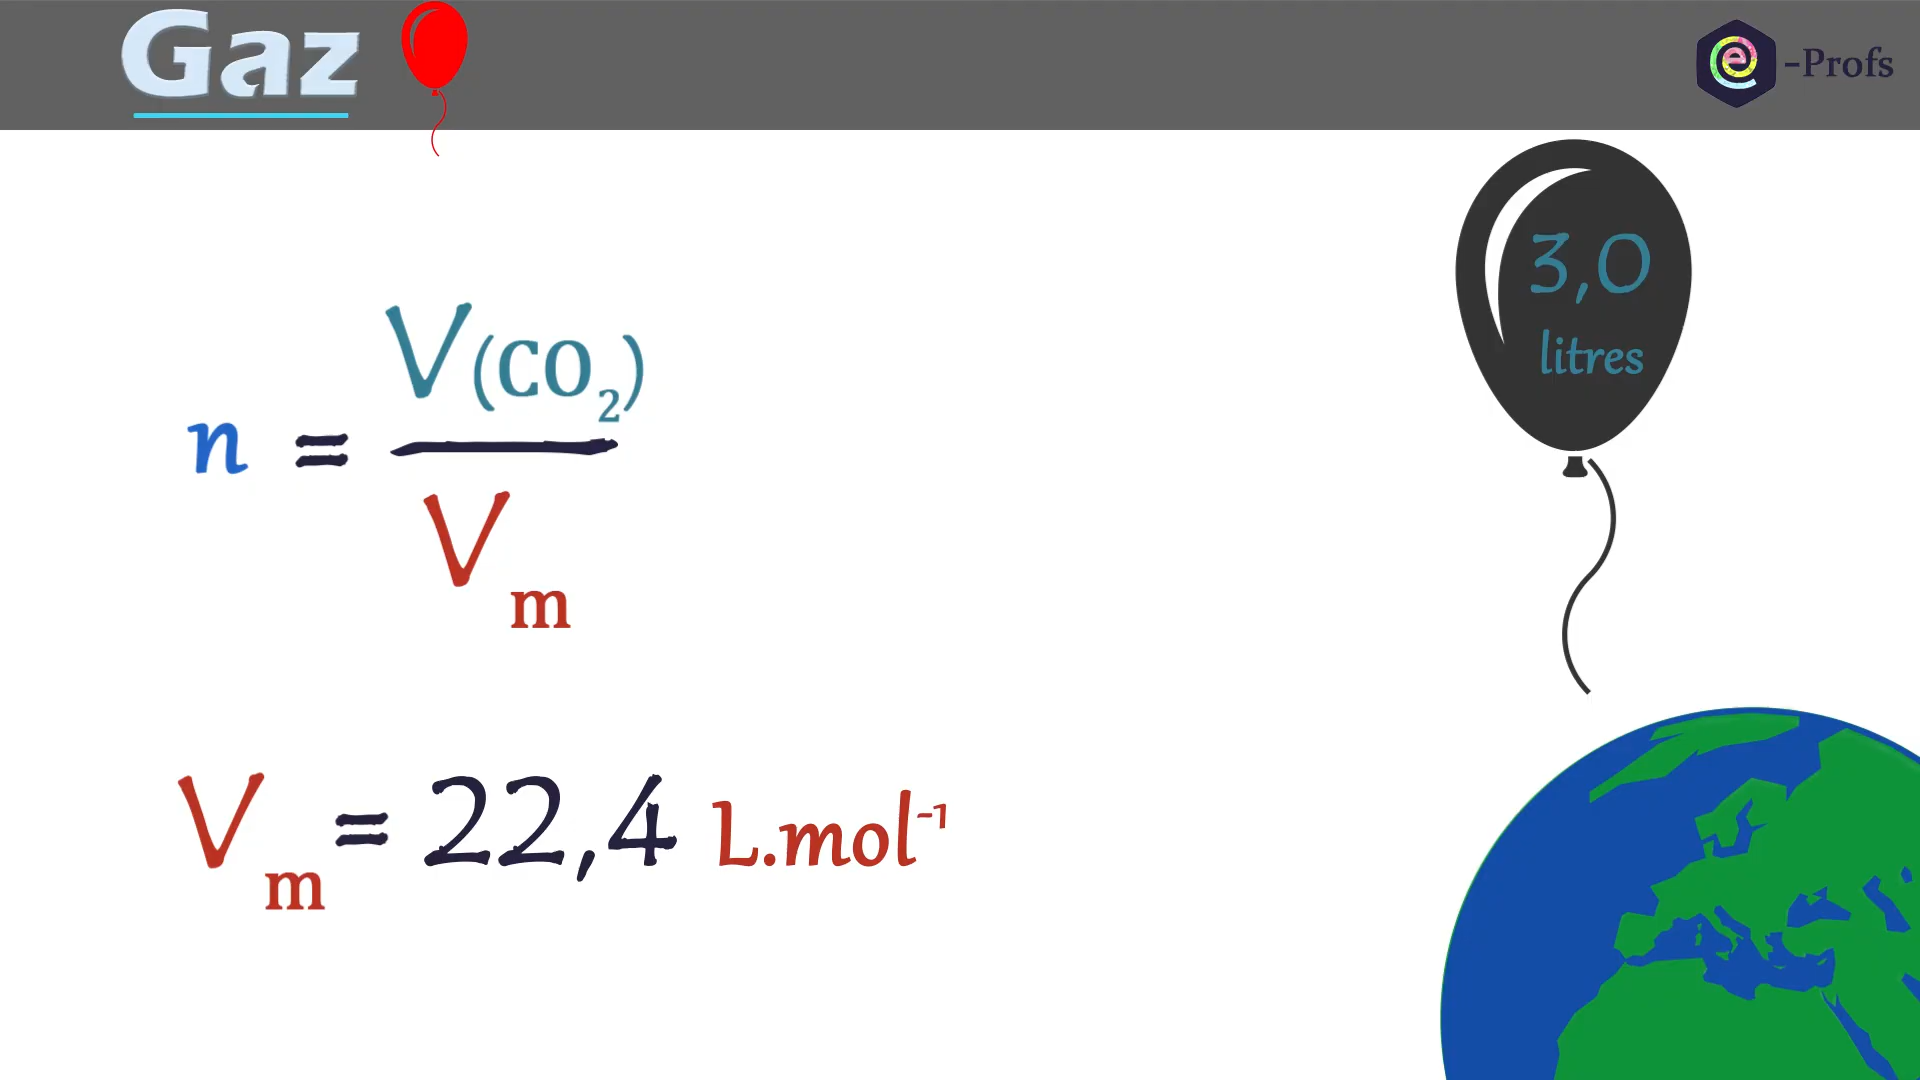 Gaz
e -Profs
3,0
litres
n = V(CO₂)
Vm
Vm = 22,4 L.mol⁻¹